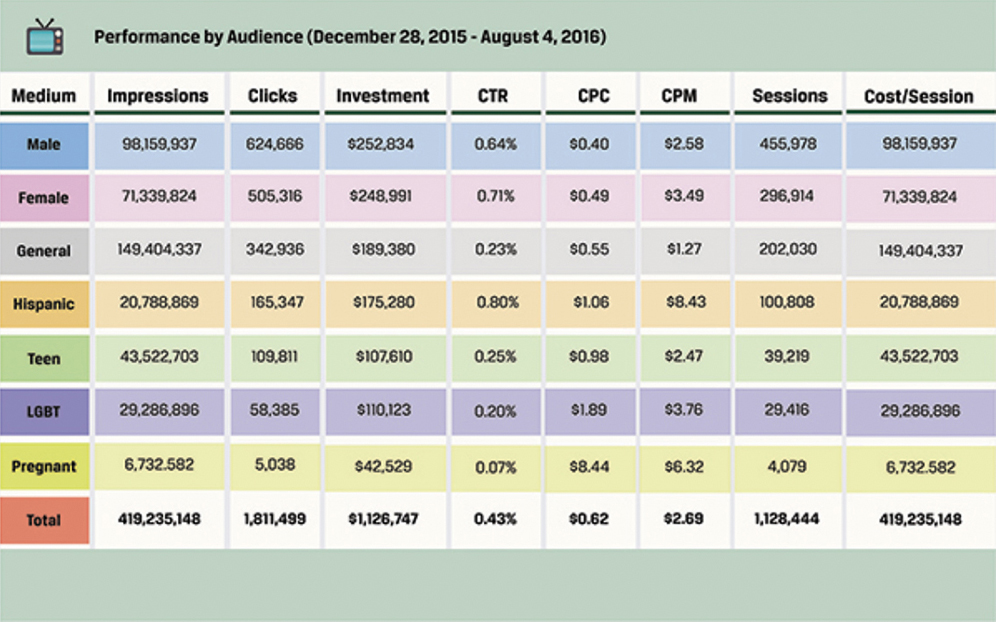 Performance by Audience (December 28, 2015 - August 4, 2016)
Medium Impressions Clicks Investment CTR CPC CPM Sessions Cost/Session
Male 98,159,937 624,666 $252,834 0.64% $0.40 $2.58 455,978 98,159,937
Female 71,339,824 505,316 $248,991 0.71% $0.49 $3.49 296,914 71,339,824
General 149,404,337 342,936 $189,380 0.23% $0.55 $1.27 202,030 149,404,337
Hispanic 20,788,869 165,347 $175,280 0.80% $1.06 $8.43 100,808 20,788,869
Teen 43,522,703 109,811 $107,610 0.25% $0.98 $2.47 39,219 43,522,703
LGBT 29,286,896 58,385 $110,123 0.20% $1.89 $3.76 29,416 29,286,896
Pregnant 6,732.582 5,038 $42,529 0.07% $8.44 $6.32 4,079 6,732.582
Total 419,235,148 1,811,499 $1,126,747 0.43% $0.62 $2.69 1,128,444 419,235,148